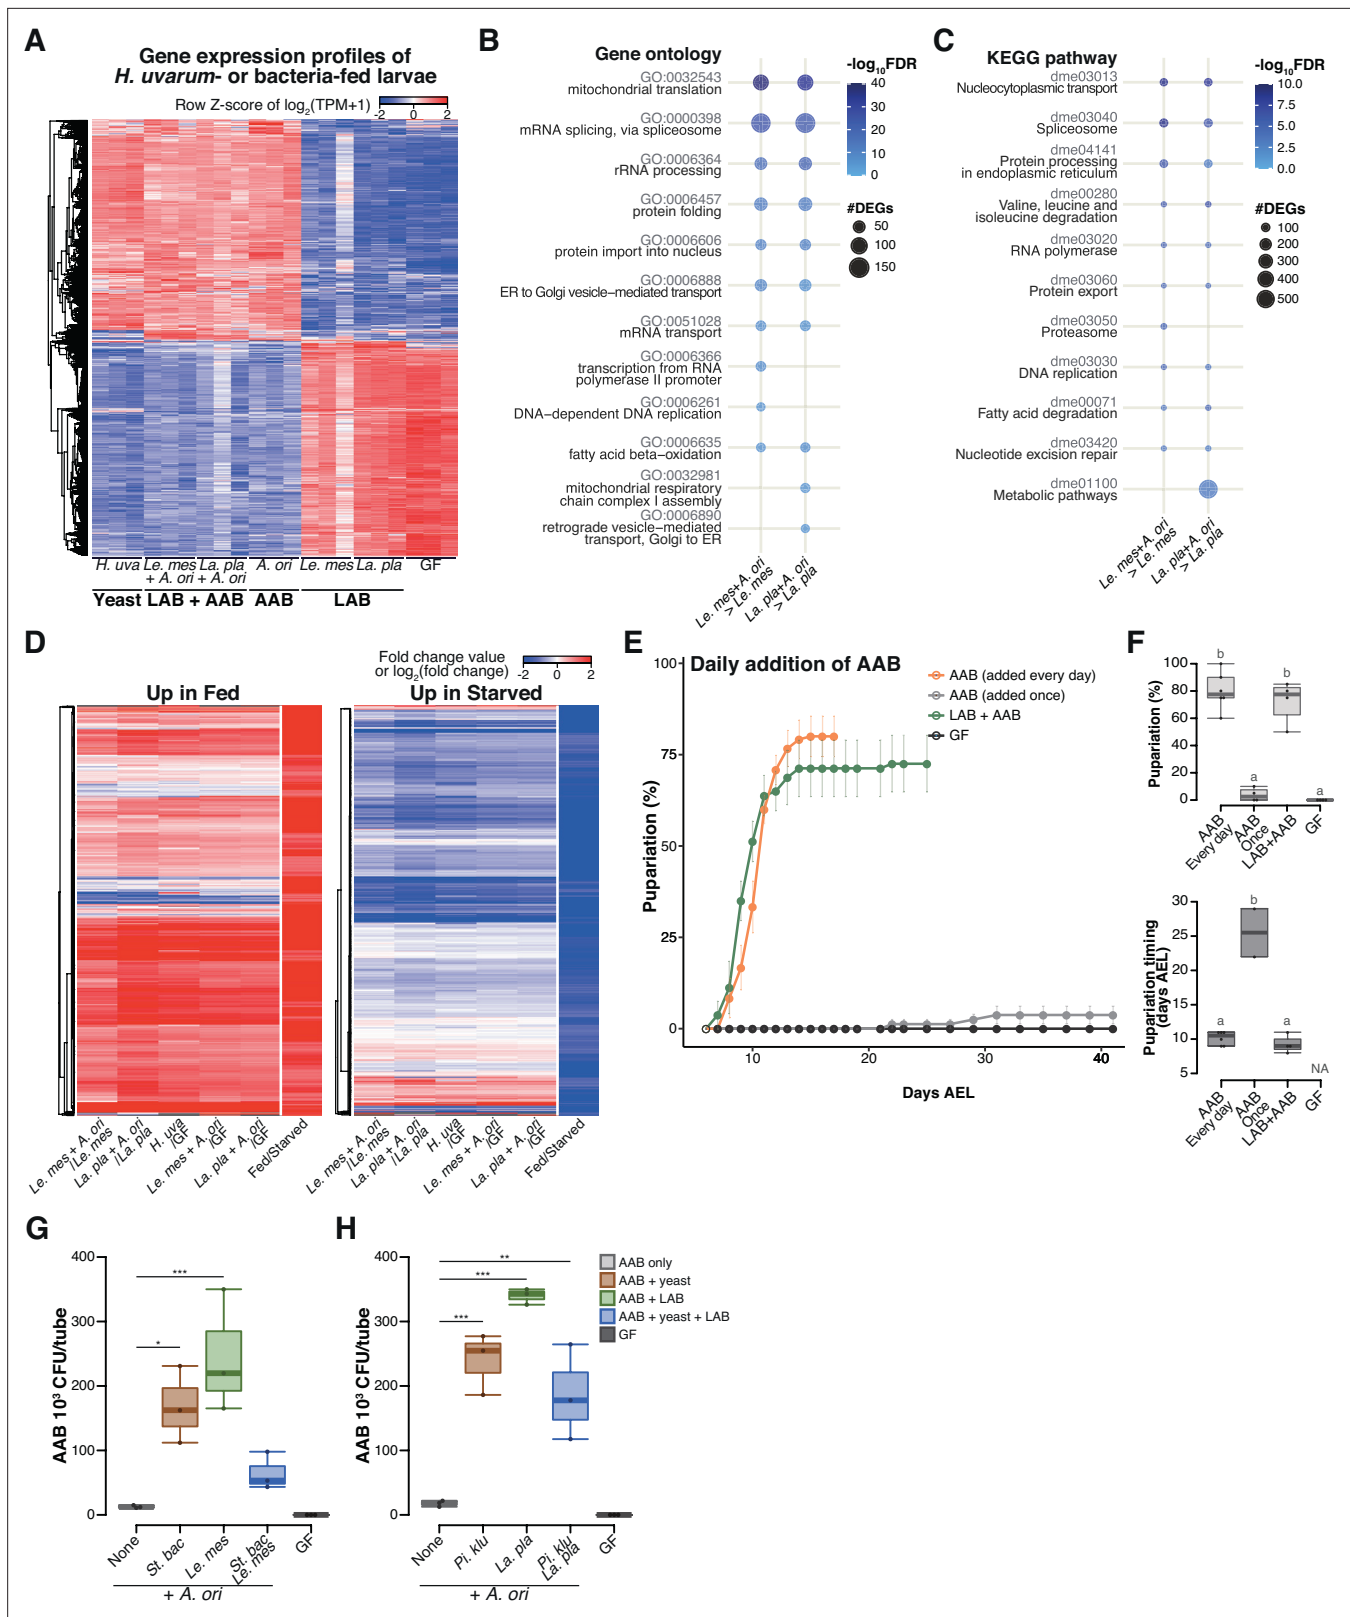 A
Gene expression profiles of
H. uvarum- or bacteria-fed larvae
Row Z-score of log2(TPM+1)
-2 0 2
H. uva Le. mes La. pla A. ori Le. mes La. pla GF
+ A. ori + A. ori
Yeast LAB + AAB AAB LAB
B
Gene ontology
GO:0032543
mitochondrial translation
GO:0000398
mRNA splicing, via spliceosome
GO:0006364
rRNA processing
GO:0006457
protein folding
GO:0006606
protein import into nucleus
GO:0006888
ER to Golgi vesicle−mediated transport
GO:0051028
mRNA transport
GO:0006366
transcription from RNA
polymerase II promoter
GO:0006261
DNA−dependent DNA replication
GO:0006635
fatty acid beta−oxidation
GO:0032981
mitochondrial respiratory
chain complex I assembly
GO:0006890
retrograde vesicle−mediated
transport, Golgi to ER
Le. mes+A. ori
> Le. mes
La. pla+A. ori
> La. pla
-log10FDR
40
30
20
10
0
#DEGs
50
100
150
C
KEGG pathway
dme03013
Nucleocytoplasmic transport
dme03040
Spliceosome
dme04141
Protein processing
in endoplasmic reticulum
dme00280
Valine, leucine and
isoleucine degradation
dme03020
RNA polymerase
dme03060
Protein export
dme03050
Proteasome
dme03030
DNA replication
dme00071
Fatty acid degradation
dme03420
Nucleotide excision repair
dme01100
Metabolic pathways
Le. mes+A. ori
> Le. mes
La. pla+A. ori
> La. pla
-log10FDR
10.0
7.5
5.0
2.5
0.0
#DEGs
100
200
300
400
500
D
Fold change value
or log2(fold change)
-2 0 2
Up in Fed
Up in Starved
Le. mes + A. ori
/Le. mes
La. pla + A. ori
/La. pla
H. uva
/GF
Le. mes + A. ori
/GF
La. pla + A. ori
/GF
Fed/Starved
Le. mes + A. ori
/Le. mes
La. pla + A. ori
/La. pla
H. uva
/GF
Le. mes + A. ori
/GF
La. pla + A. ori
/GF
Fed/Starved
E
Daily addition of AAB
AAB (added every day)
AAB (added once)
LAB + AAB
GF
Pupariation (%)
100
75
50
25
0
10 20 30 40
Days AEL
F
Pupariation (%)
100
80
60
40
20
0
b
a
b
a
AAB
Every day
AAB
Once
LAB+AAB
GF
Pupariation timing
(days AEL)
30
25
20
15
10
5
a
b
a
NA
AAB
Every day
AAB
Once
LAB+AAB
GF
G
AAB 10³ CFU/tube
400
300
200
100
0
***
*
None
St. bac
Le. mes
St. bac
Le. mes
GF
+ A. ori
H
AAB 10³ CFU/tube
400
300
200
100
0
**
***
***
None
Pi. klu
La. pla
Pi. klu
La. pla
GF
+ A. ori
AAB only
AAB + yeast
AAB + LAB
AAB + yeast + LAB
GF